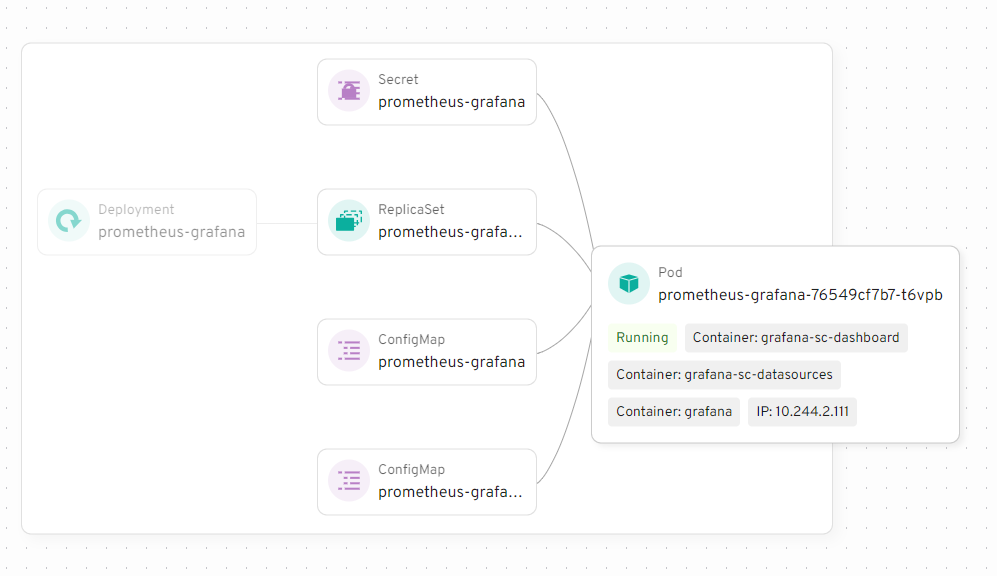 Secret
prometheus-grafana
Deployment
prometheus-grafana
ReplicaSet
prometheus-grafa...
Pod
prometheus-grafana-76549cf7b7-t6vpb
Running
Container: grafana-sc-dashboard
Container: grafana-sc-datasources
Container: grafana
IP: 10.244.2.111
ConfigMap
prometheus-grafana
ConfigMap
prometheus-grafa...